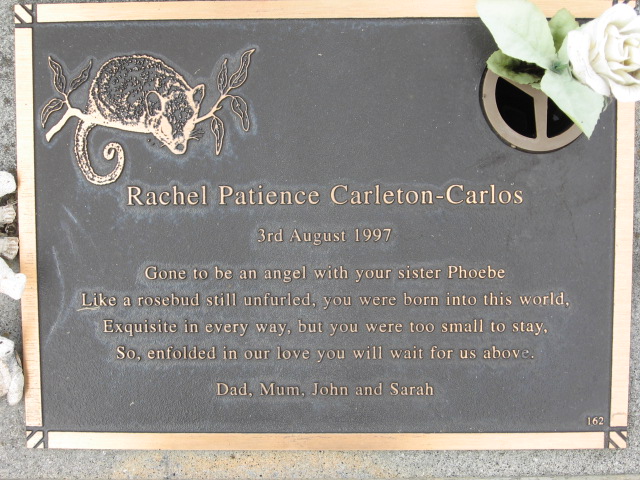 Rachel Patience Carleton-Carlos
3rd August 1997
Gone to be an angel with your sister Phoebe
Like a rosebud still unfurled, you were born into this world,
Exquisite in every way, but you were too small to stay,
So, enfolded in our love you will wait for us above.
Dad, Mum, John and Sarah
162